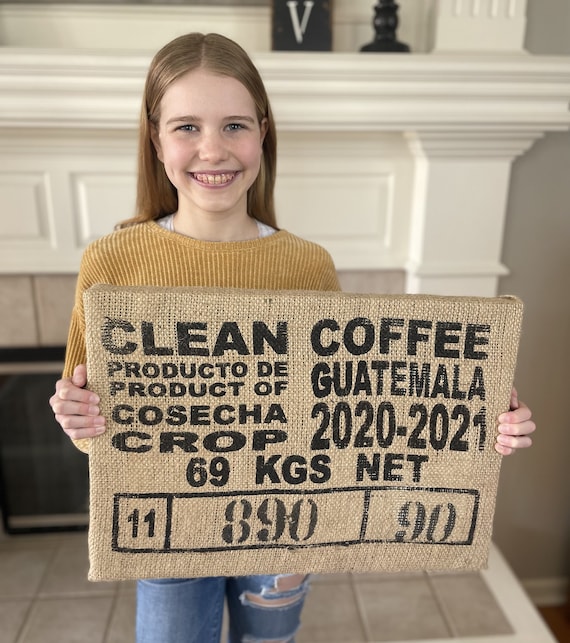 V
CLEAN COFFEE
PRODUCTO DE
PRODUCT OF GUATEMALA
COSECHA
CROP 2020-2021
69 KGS NET
11 890 90